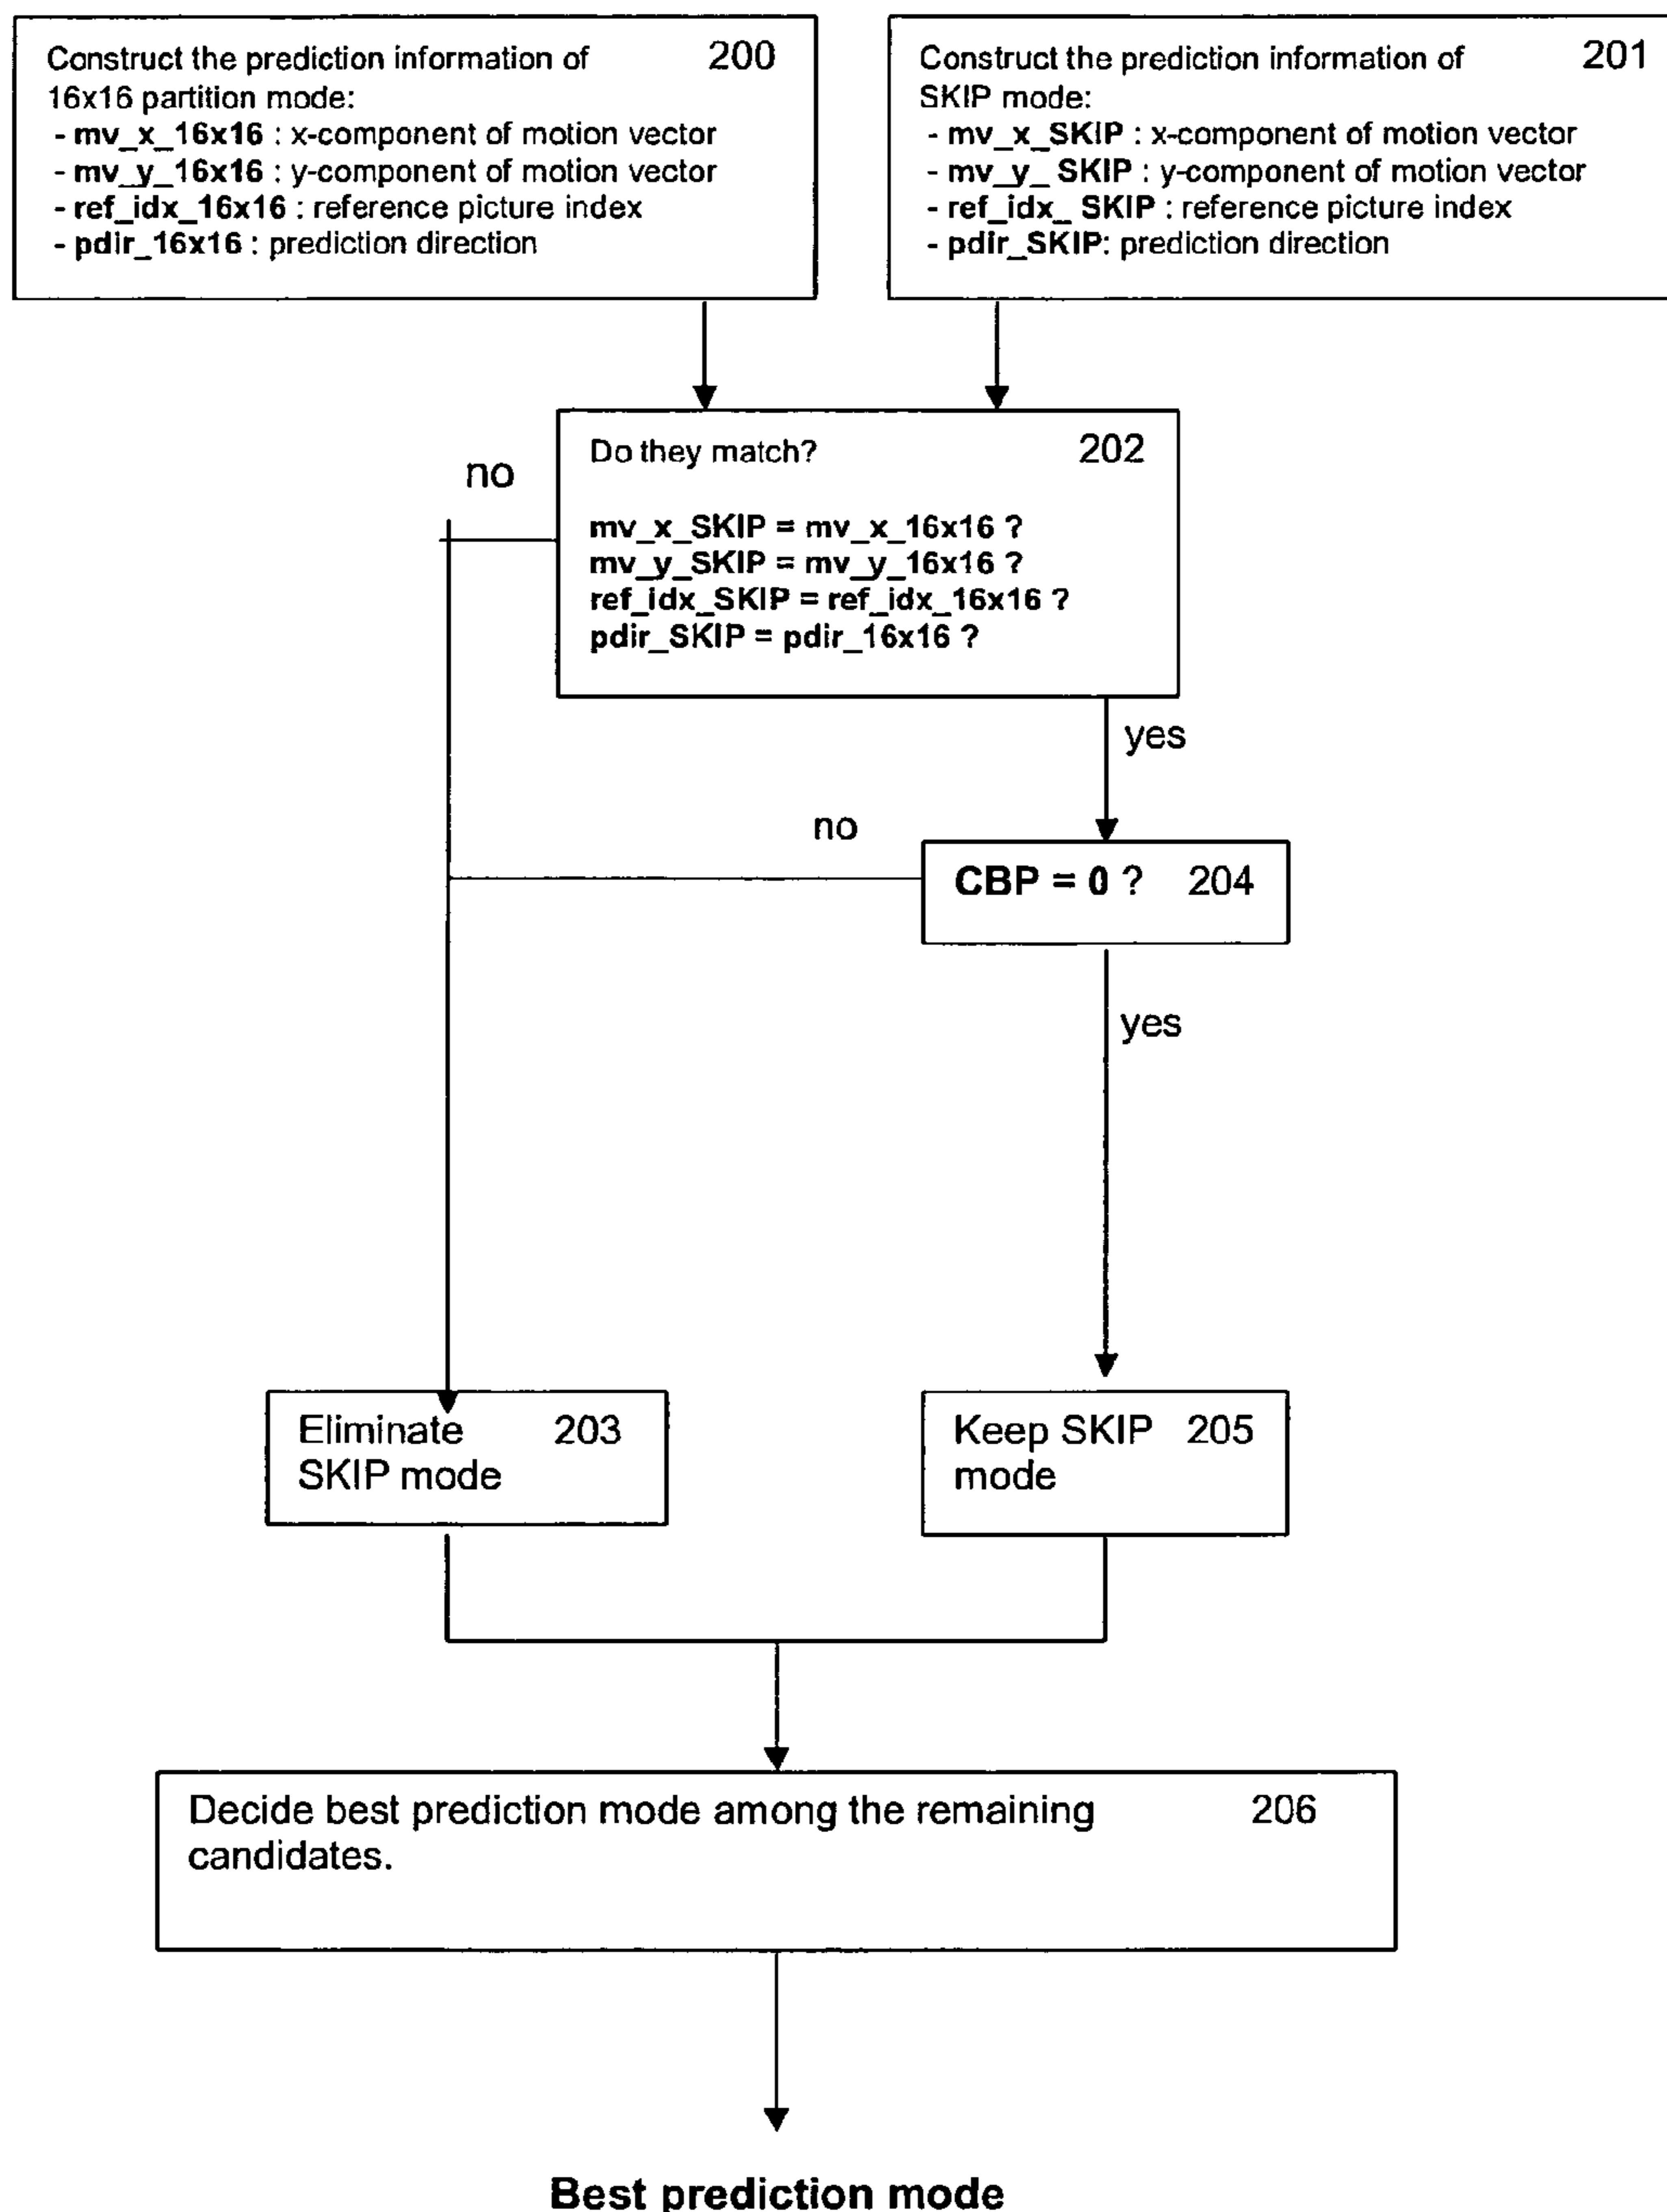 Construct the prediction information of 200
16x16 partition mode:
- mv_x_16x16 : x-component of motion vector
- mv_y_16x16 : y-component of motion vector
- ref_idx_16x16 : reference picture index
- pdir_16x16 : prediction direction
Construct the prediction information of 201
SKIP mode:
- mv_x_SKIP : x-component of motion vector
- mv_y_ SKIP : y-component of motion vector
- ref_idx_ SKIP : reference picture index
- pdir_SKIP: prediction direction
Do they match? 202
no
mv_x_SKIP = mv_x_16x16 ?
mv_y_SKIP = mv_y_16x16 ?
ref_idx_SKIP = ref_idx_16x16 ?
pdir_SKIP = pdir_16x16 ?
yes
no
CBP = 0 ? 204
yes
Eliminate 203
SKIP mode
Keep SKIP 205
mode
Decide best prediction mode among the remaining 206
candidates.
Best prediction mode